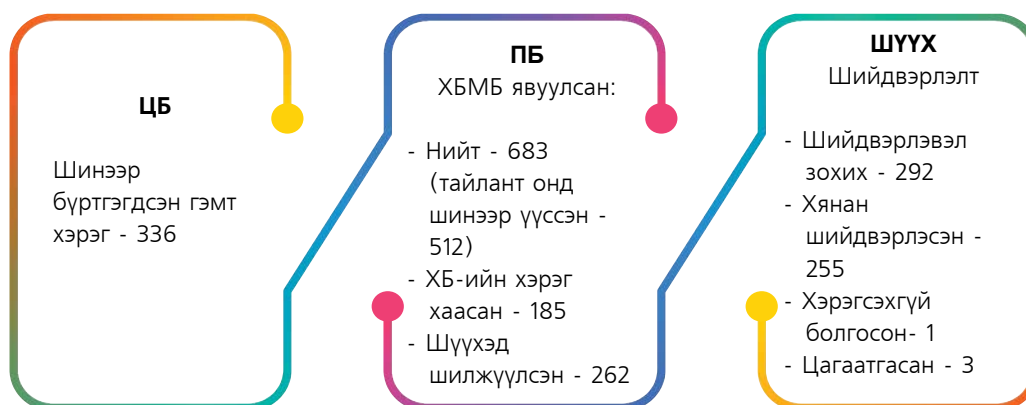 ЦБ
Шинээр
бүртгэгдсэн гэмт
хэрэг - 336
ПБ
ХБМБ явуулсан:
- Нийт - 683
(тайлант онд
шинээр үүссэн -
512)
- ХБ-ийн хэрэг
хаасан - 185
- Шүүхэд
шилжүүлсэн - 262
ШҮҮХ
Шийдвэрлэлт
- Шийдвэрлэвэл
зохих - 292
- Хянан
шийдвэрлэсэн -
255
- Хэрэгсэхгүй
болгосон- 1
- Цагаатгасан - 3